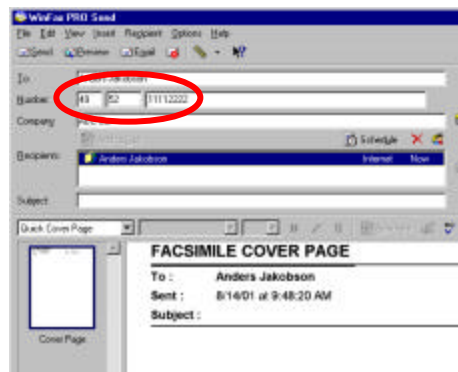 WinFax PRO Send
File Edit View Insert Recipient Options Help
Send Preview
To
Anders Jakobson
Number 49 52 11112222
Company
Schedule
Recipients Anders Jakobson Internet Now
Subject
Quick Cover Page
FACSIMILE COVER PAGE
To : Anders Jakobson
Sent : 8/14/01 at 9:48:20 AM
Subject :
Cover Page